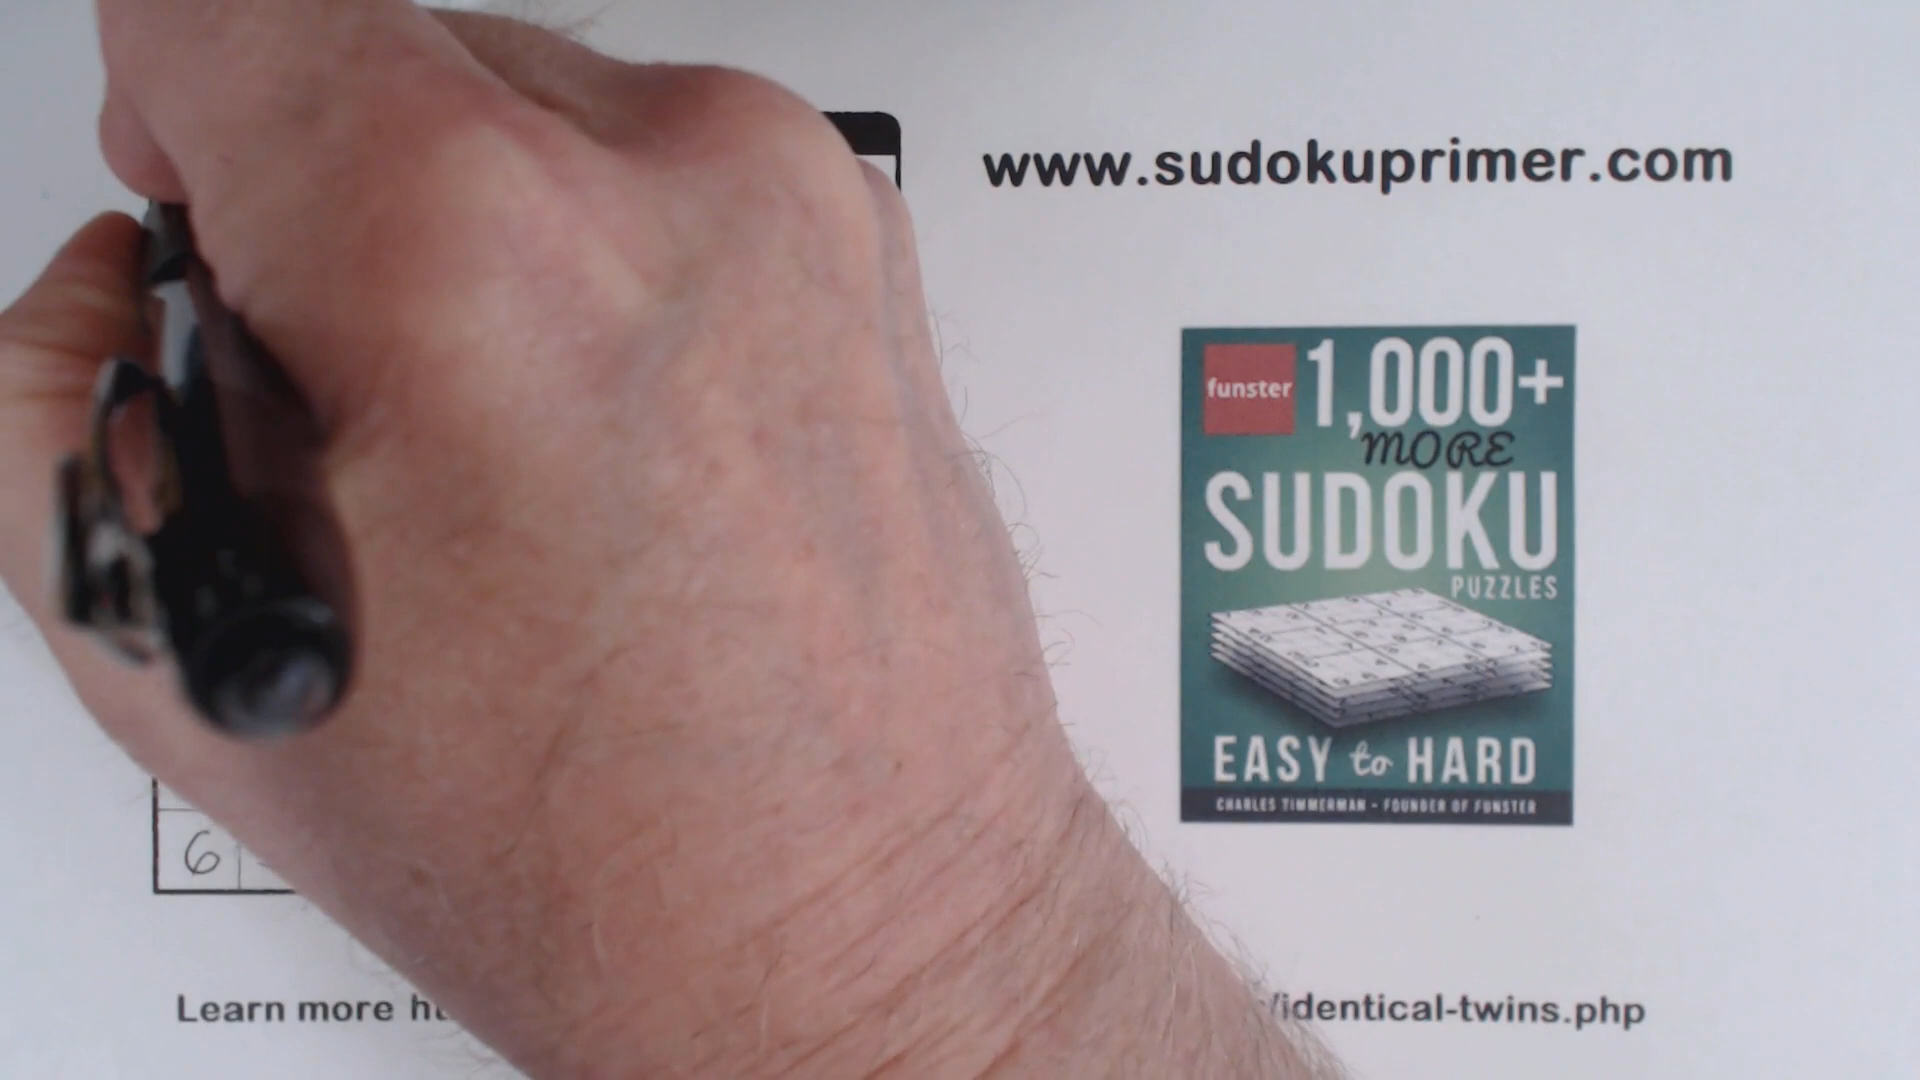 www.sudokuprimer.com
funster
1,000+
MORE
SUDOKU
PUZZLES
EASY to HARD
CHARLES TIMMERMAN - FOUNDER OF FUNSTER
6
Learn more
/identical-twins.php